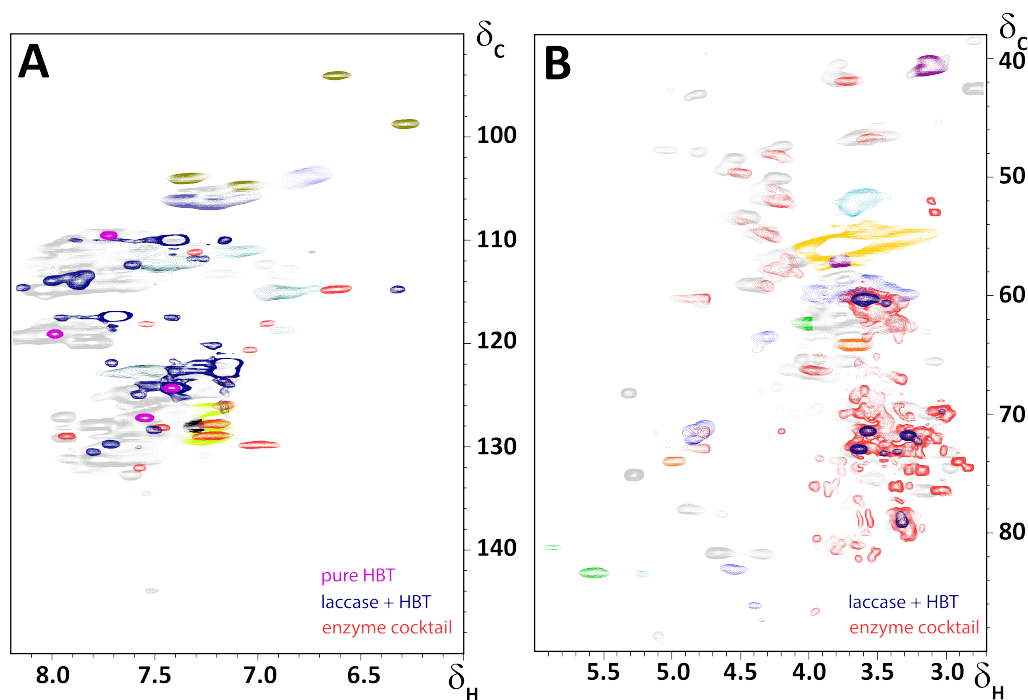 A
δC
100
110
120
130
140
pure HBT
laccase + HBT
enzyme cocktail
8.0 7.5 7.0 6.5 δH
B
δC
40
50
60
70
80
laccase + HBT
enzyme cocktail
5.5 5.0 4.5 4.0 3.5 3.0 δH